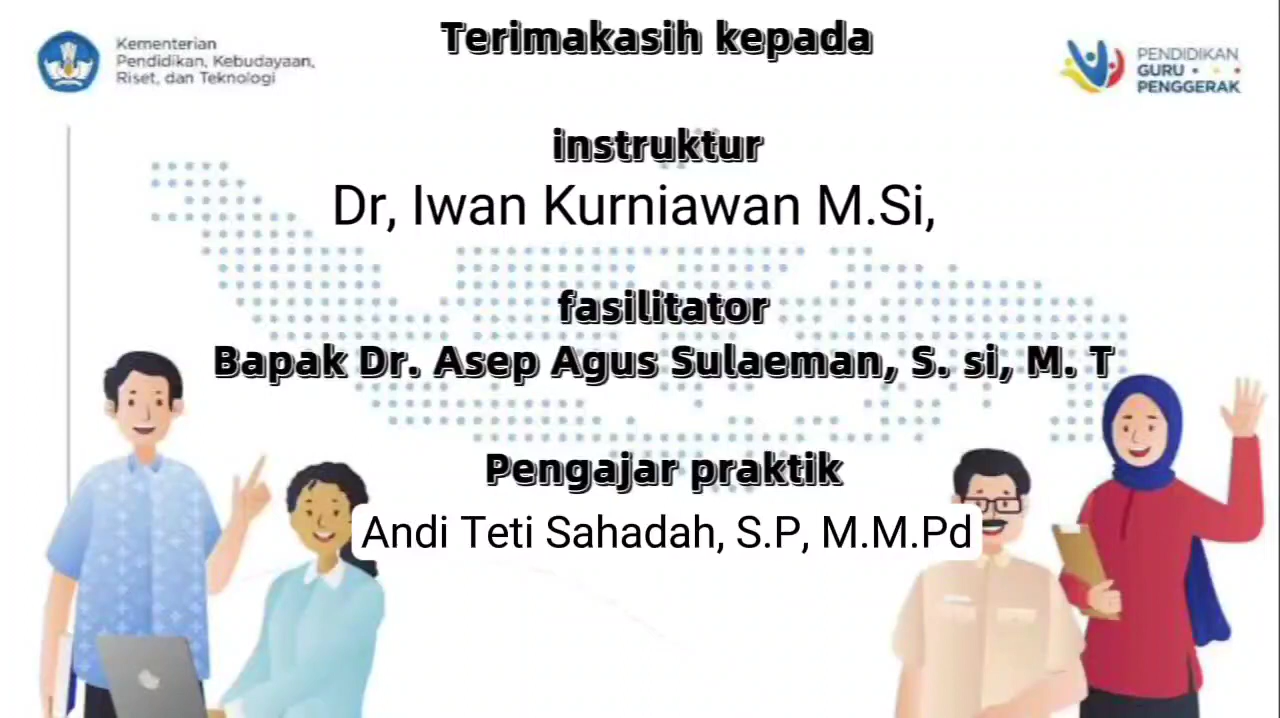 Kementerian
Pendidikan, Kebudayaan,
Riset, dan Teknologi
Terimakasih kepada
PENDIDIKAN
GURU
PENGGERAK
instruktur
Dr, Iwan Kurniawan M.Si,
fasilitator
Bapak Dr. Asep Agus Sulaeman, S. si, M. T
Pengajar praktik
Andi Teti Sahadah, S.P, M.M.Pd